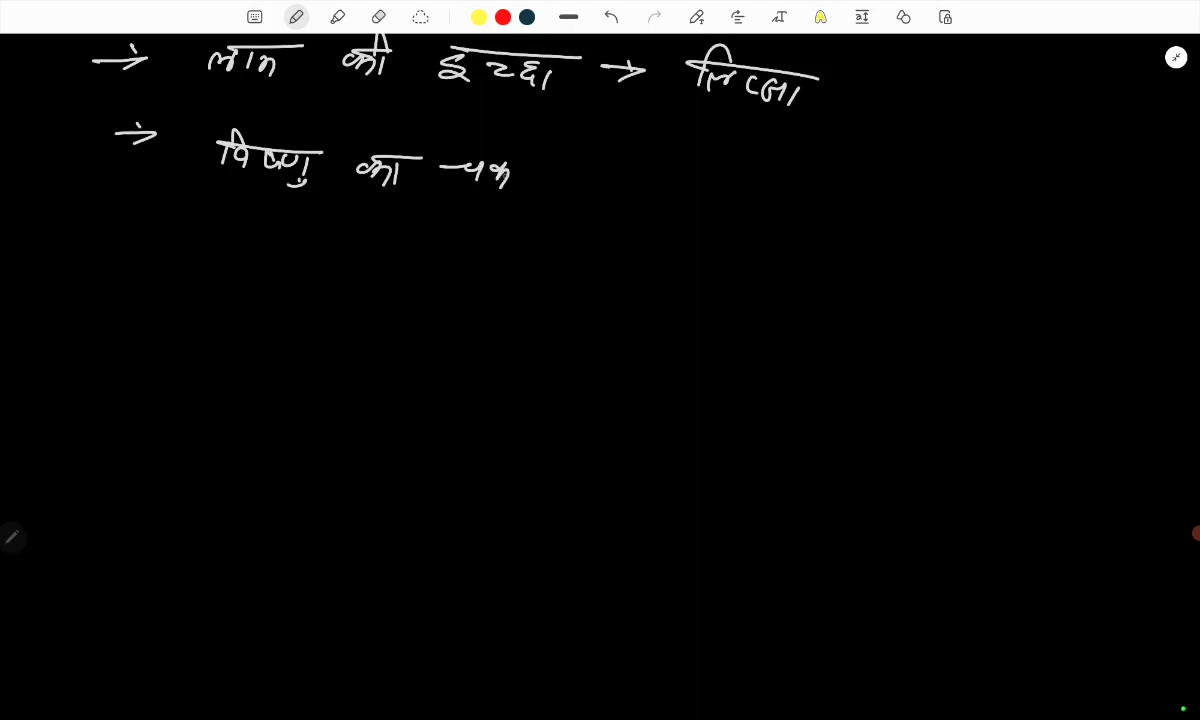 → लाभ की इच्छा → लिप्सा
→ विष्णु का चक्र